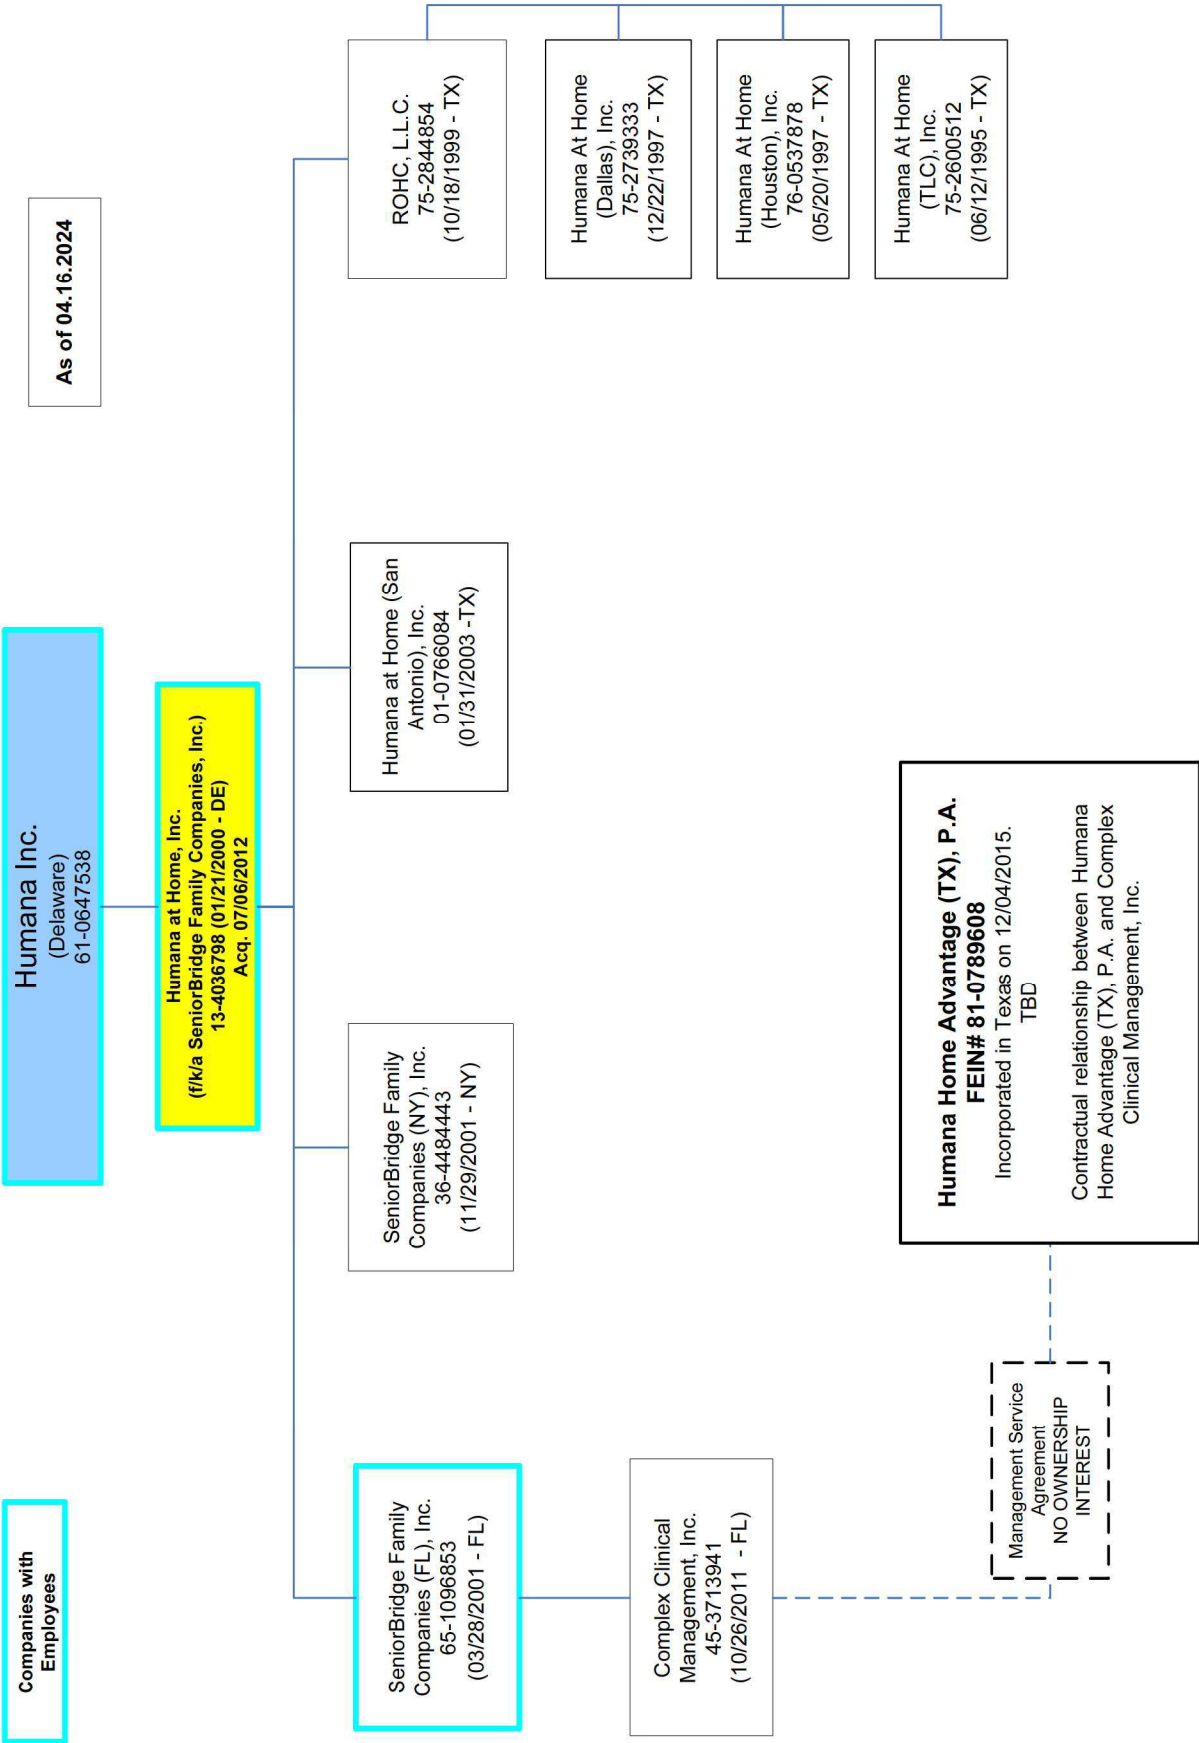 Companies with
Employees
Humana Inc.
(Delaware)
61-0647538
As of 04.16.2024
Humana at Home, Inc.
(f/k/a SeniorBridge Family Companies, Inc.)
13-4036798 (01/21/2000 - DE)
Acq. 07/06/2012
SeniorBridge Family
Companies (FL), Inc.
65-1096853
(03/28/2001 - FL)
SeniorBridge Family
Companies (NY), Inc.
36-4484443
(11/29/2001 - NY)
Humana at Home (San
Antonio), Inc.
01-0766084
(01/31/2003 -TX)
ROHC, L.L.C.
75-2844854
(10/18/1999 - TX)
Humana At Home
(Dallas), Inc.
75-2739333
(12/22/1997 - TX)
Humana At Home
(Houston), Inc.
76-0537878
(05/20/1997 - TX)
Humana At Home
(TLC), Inc.
75-2600512
(06/12/1995 - TX)
Complex Clinical
Management, Inc.
45-3713941
(10/26/2011 - FL)
Management Service
Agreement
NO OWNERSHIP
INTEREST
Humana Home Advantage (TX), P.A.
FEIN# 81-0789608
Incorporated in Texas on 12/04/2015.
TBD
Contractual relationship between Humana
Home Advantage (TX), P.A. and Complex
Clinical Management, Inc.